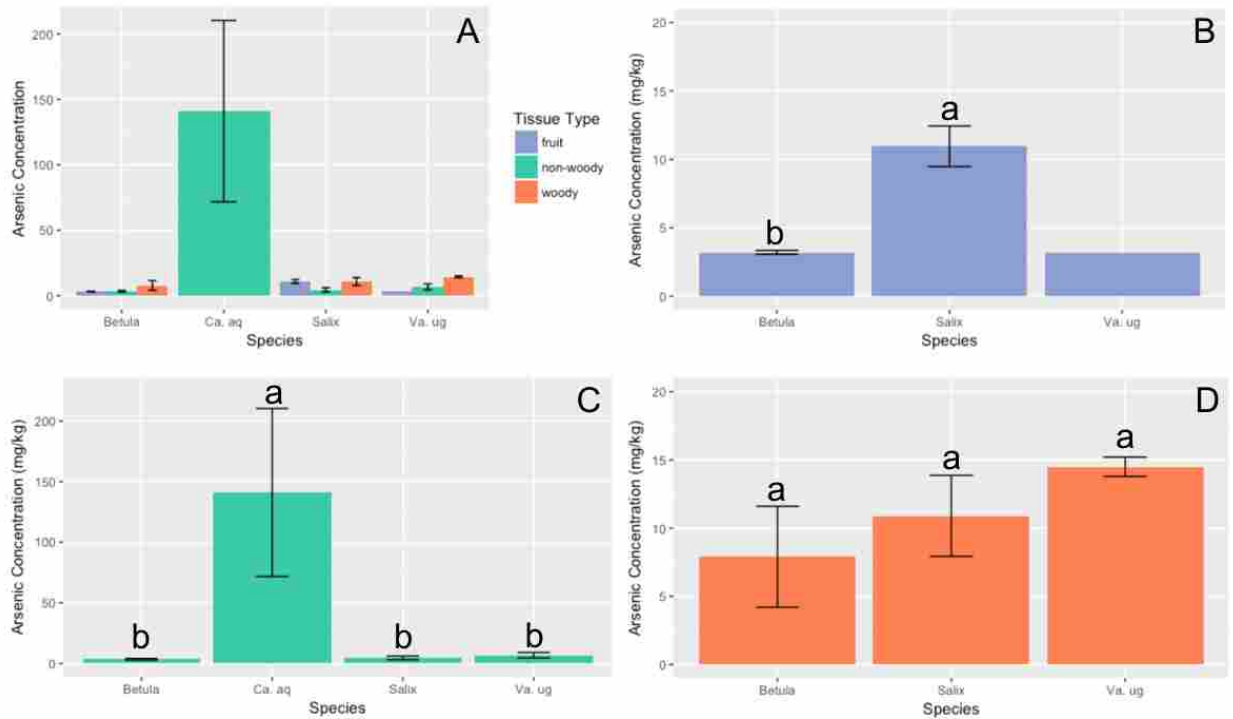 A
Arsenic Concentration
200
150
100
50
0
Betula Ca. aq Salix Va. ug
Species
Tissue Type
fruit
non-woody
woody
B
Arsenic Concentration (mg/kg)
20
15
10
5
0
a
b
Betula Salix Va. ug
Species
C
Arsenic Concentration (mg/kg)
200
150
100
50
0
a
b b b
Betula Ca. aq Salix Va. ug
Species
D
Arsenic Concentration (mg/kg)
20
15
10
5
0
a
a
a
Betula Salix Va. ug
Species